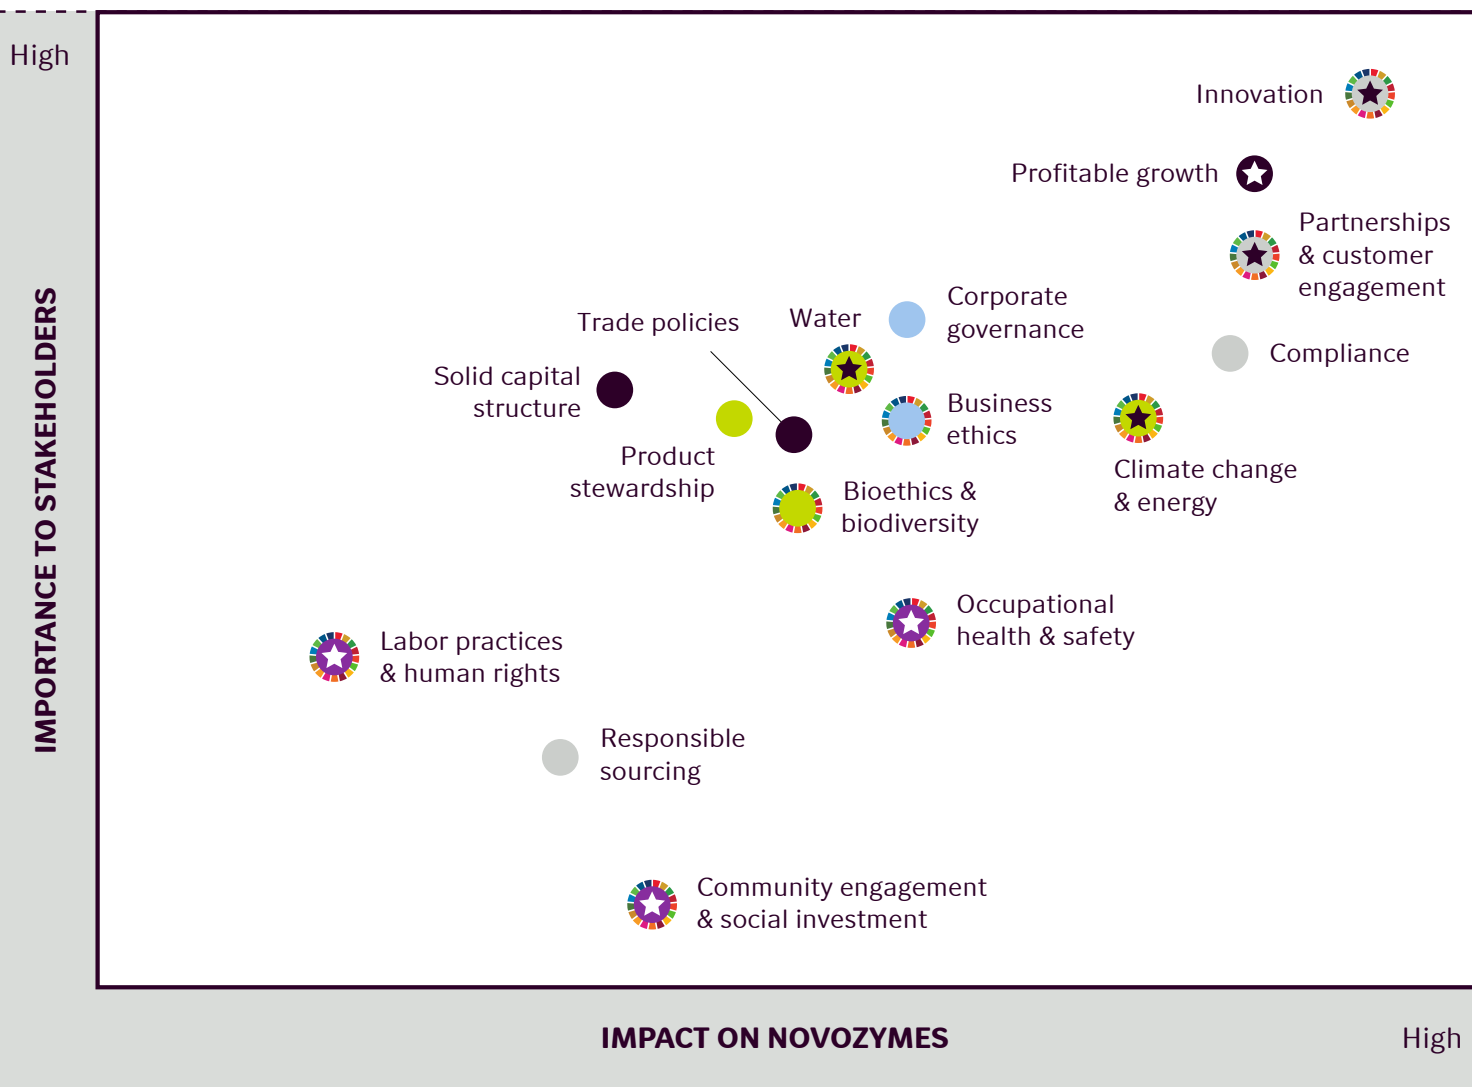 High
IMPORTANCE TO STAKEHOLDERS
Innovation
Profitable growth
Partnerships
& customer
engagement
Corporate
governance
Water
Trade policies
Compliance
Solid capital
structure
Business
ethics
Product
stewardship
Climate change
& energy
Bioethics &
biodiversity
Occupational
health & safety
Labor practices
& human rights
Responsible
sourcing
Community engagement
& social investment
IMPACT ON NOVOZYMES
High